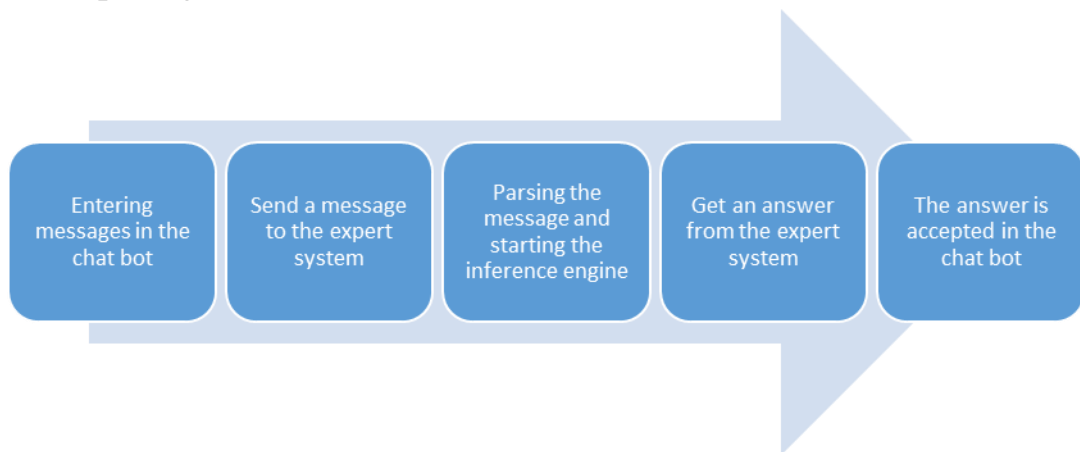 Entering
messages in the
chat bot
Send a message
to the expert
system
Parsing the
message and
starting the
inference engine
Get an answer
from the expert
system
The answer is
accepted in the
chat bot